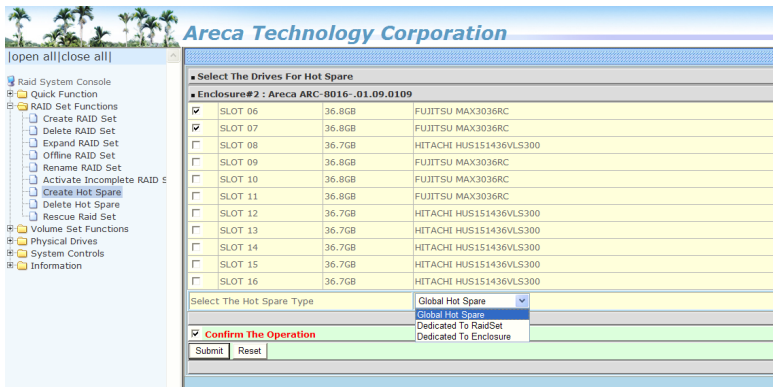 Areca Technology Corporation
|open all|close all|
Raid System Console
Quick Function
RAID Set Functions
Create RAID Set
Delete RAID Set
Expand RAID Set
Offline RAID Set
Rename RAID Set
Activate Incomplete RAID S
Create Hot Spare
Delete Hot Spare
Rescue Raid Set
Volume Set Functions
Physical Drives
System Controls
Information
Select The Drives For Hot Spare
Enclosure#2 : Areca ARC-8016-.01.09.0109
SLOT 06 36.8GB FUJITSU MAX3036RC
SLOT 07 36.8GB FUJITSU MAX3036RC
SLOT 08 36.7GB HITACHI HUS151436VLS300
SLOT 09 36.8GB FUJITSU MAX3036RC
SLOT 10 36.8GB FUJITSU MAX3036RC
SLOT 11 36.8GB FUJITSU MAX3036RC
SLOT 12 36.7GB HITACHI HUS151436VLS300
SLOT 13 36.7GB HITACHI HUS151436VLS300
SLOT 14 36.7GB HITACHI HUS151436VLS300
SLOT 15 36.7GB HITACHI HUS151436VLS300
SLOT 16 36.7GB HITACHI HUS151436VLS300
Select The Hot Spare Type Global Hot Spare
Global Hot Spare
Dedicated To RaidSet
Dedicated To Enclosure
Confirm The Operation
Submit Reset